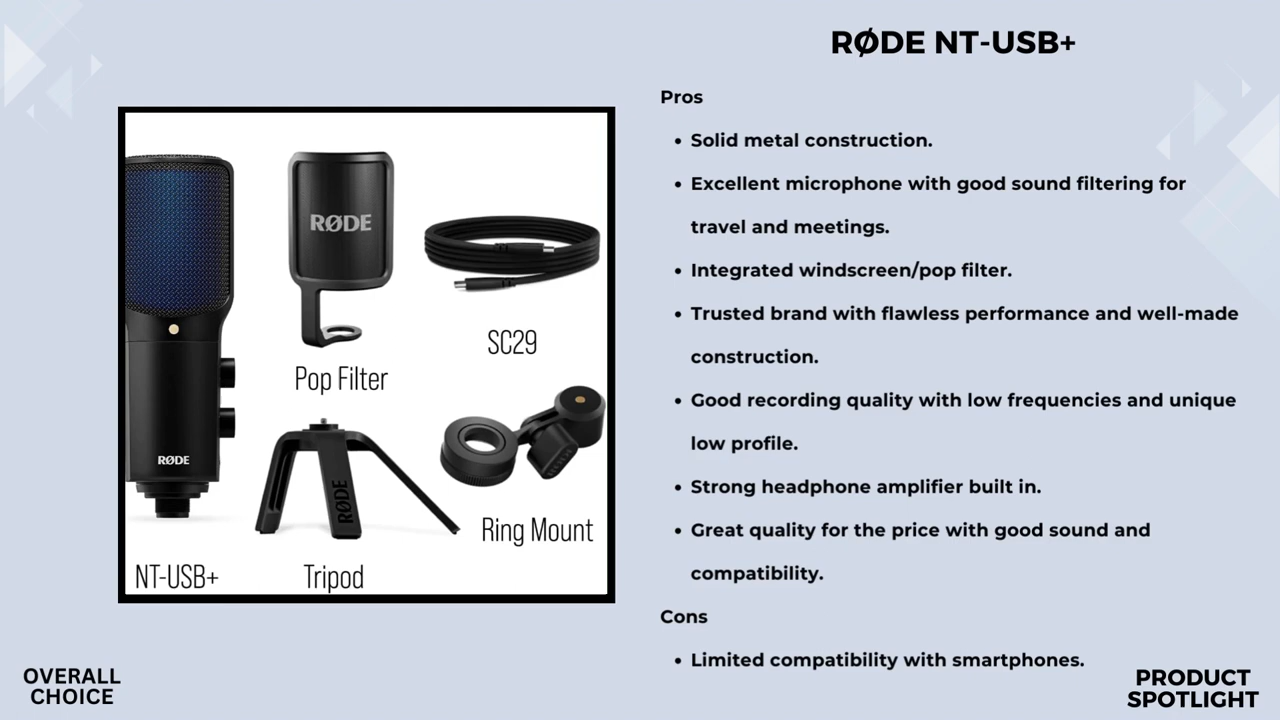 RØDE NT-USB+
Pros
• Solid metal construction.
• Excellent microphone with good sound filtering for
travel and meetings.
• Integrated windscreen/pop filter.
• Trusted brand with flawless performance and well-made
construction.
• Good recording quality with low frequencies and unique
low profile.
• Strong headphone amplifier built in.
• Great quality for the price with good sound and
compatibility.
Cons
• Limited compatibility with smartphones.
RØDE
SC29
Pop Filter
RØDE
RØDE
Ring Mount
NT-USB+
Tripod
OVERALL
CHOICE
PRODUCT
SPOTLIGHT